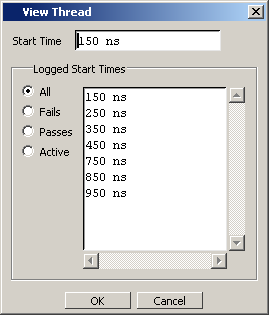 View Thread
Start Time 150 ns
Logged Start Times
All
Fails
Passes
Active
150 ns
250 ns
350 ns
450 ns
750 ns
850 ns
950 ns
OK Cancel